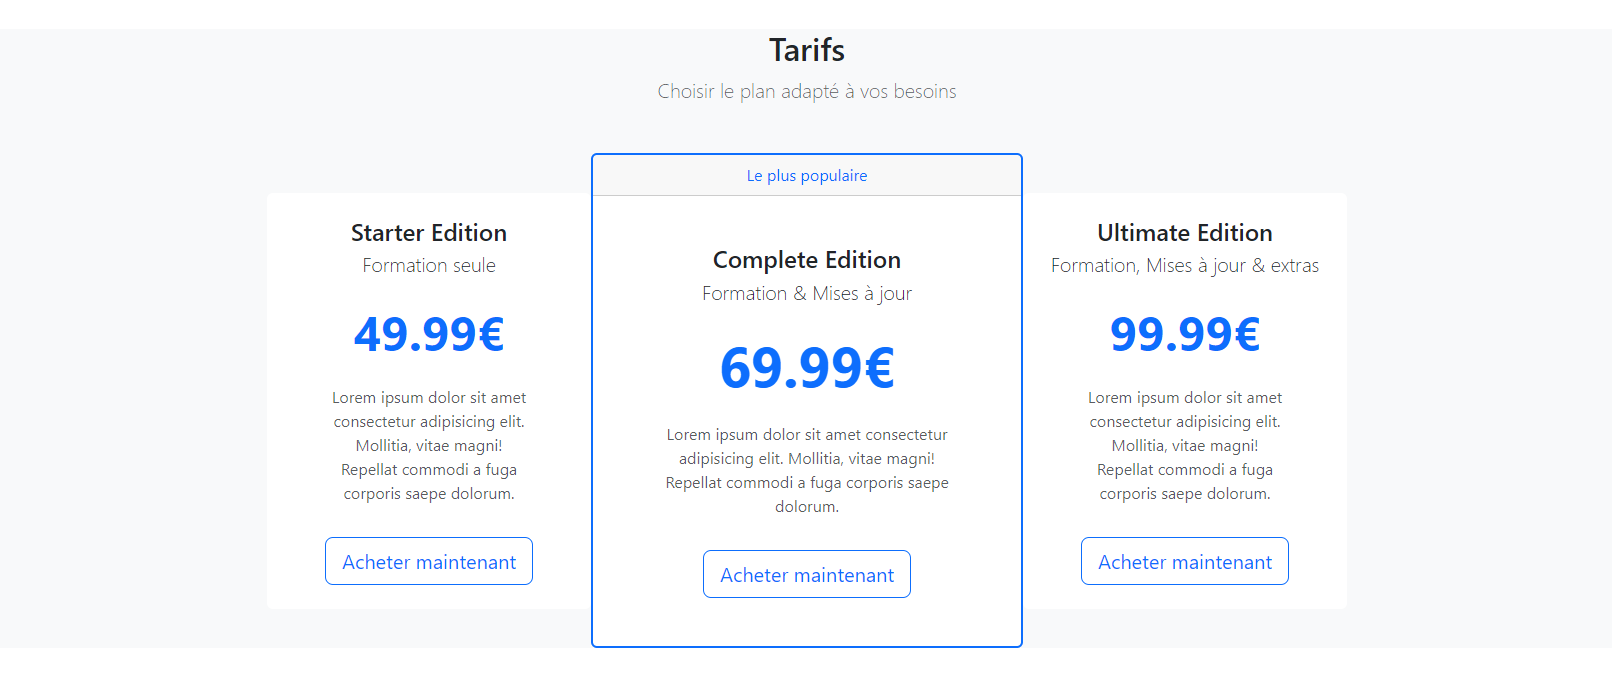 Tarifs
Choisir le plan adapté à vos besoins
Starter Edition
Formation seule
49.99€
Lorem ipsum dolor sit amet
consectetur adipisicing elit.
Mollitia, vitae magni!
Repellat commodi a fuga
corporis saepe dolorum.
Acheter maintenant
Le plus populaire
Complete Edition
Formation & Mises à jour
69.99€
Lorem ipsum dolor sit amet consectetur
adipisicing elit. Mollitia, vitae magni!
Repellat commodi a fuga corporis saepe
dolorum.
Acheter maintenant
Ultimate Edition
Formation, Mises à jour & extras
99.99€
Lorem ipsum dolor sit amet
consectetur adipisicing elit.
Mollitia, vitae magni!
Repellat commodi a fuga
corporis saepe dolorum.
Acheter maintenant